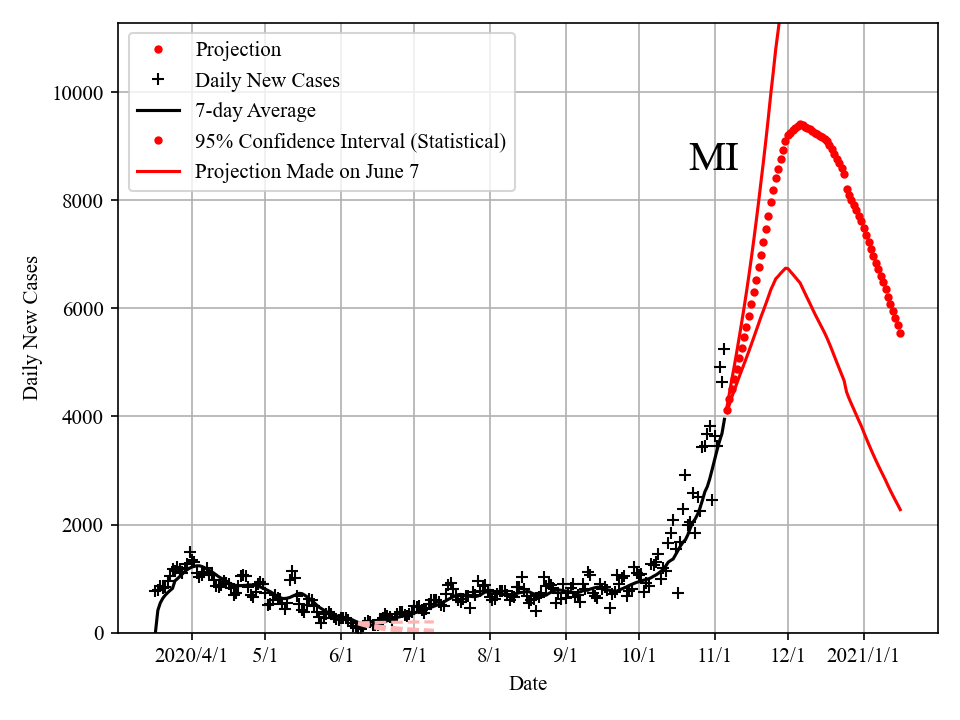 Projection
Daily New Cases
7-day Average
95% Confidence Interval (Statistical)
Projection Made on June 7
MI
10000
8000
6000
4000
2000
0
Daily New Cases
2020/4/1 5/1 6/1 7/1 8/1 9/1 10/1 11/1 12/1 2021/1/1
Date